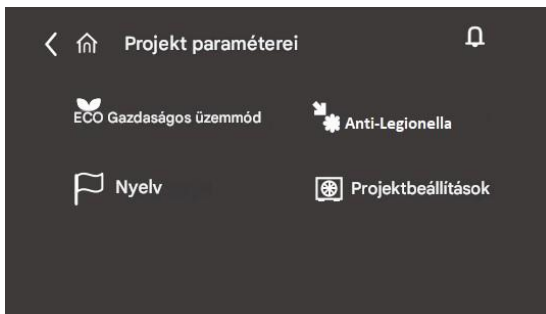 Projekt paraméterei
ECO Gazdaságos üzemmód
Anti-Legionella
Nyelv
Projektbeállítások